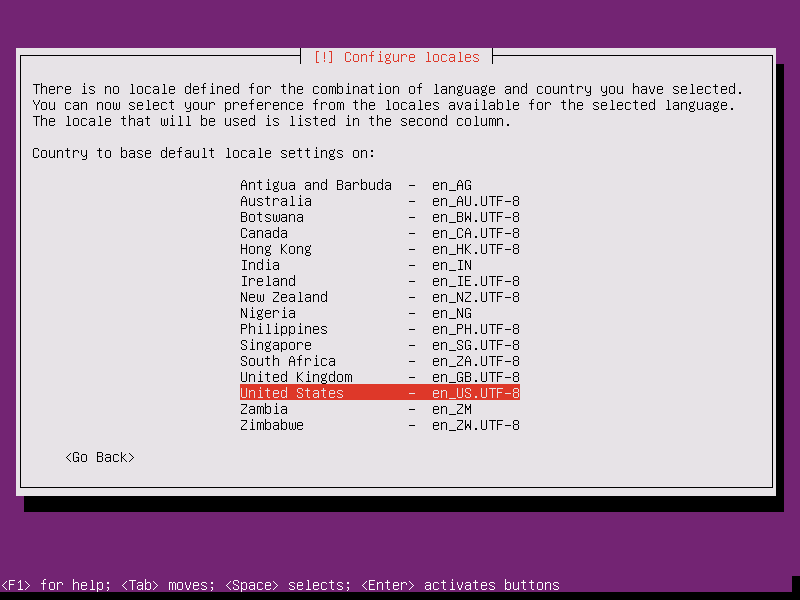 [!] Configure locales
There is no locale defined for the combination of language and country you have selected.
You can now select your preference from the locales available for the selected language.
The locale that will be used is listed in the second column.
Country to base default locale settings on:
Antigua and Barbuda - en_AG
Australia - en_AU.UTF-8
Botswana - en_BW.UTF-8
Canada - en_CA.UTF-8
Hong Kong - en_HK.UTF-8
India - en_IN
Ireland - en_IE.UTF-8
New Zealand - en_NZ.UTF-8
Nigeria - en_NG
Philippines - en_PH.UTF-8
Singapore - en_SG.UTF-8
South Africa - en_ZA.UTF-8
United Kingdom - en_GB.UTF-8
United States - en_US.UTF-8
Zambia - en_ZM
Zimbabwe - en_ZW.UTF-8
<Go Back>
<F1> for help; <Tab> moves; <Space> selects; <Enter> activates buttons